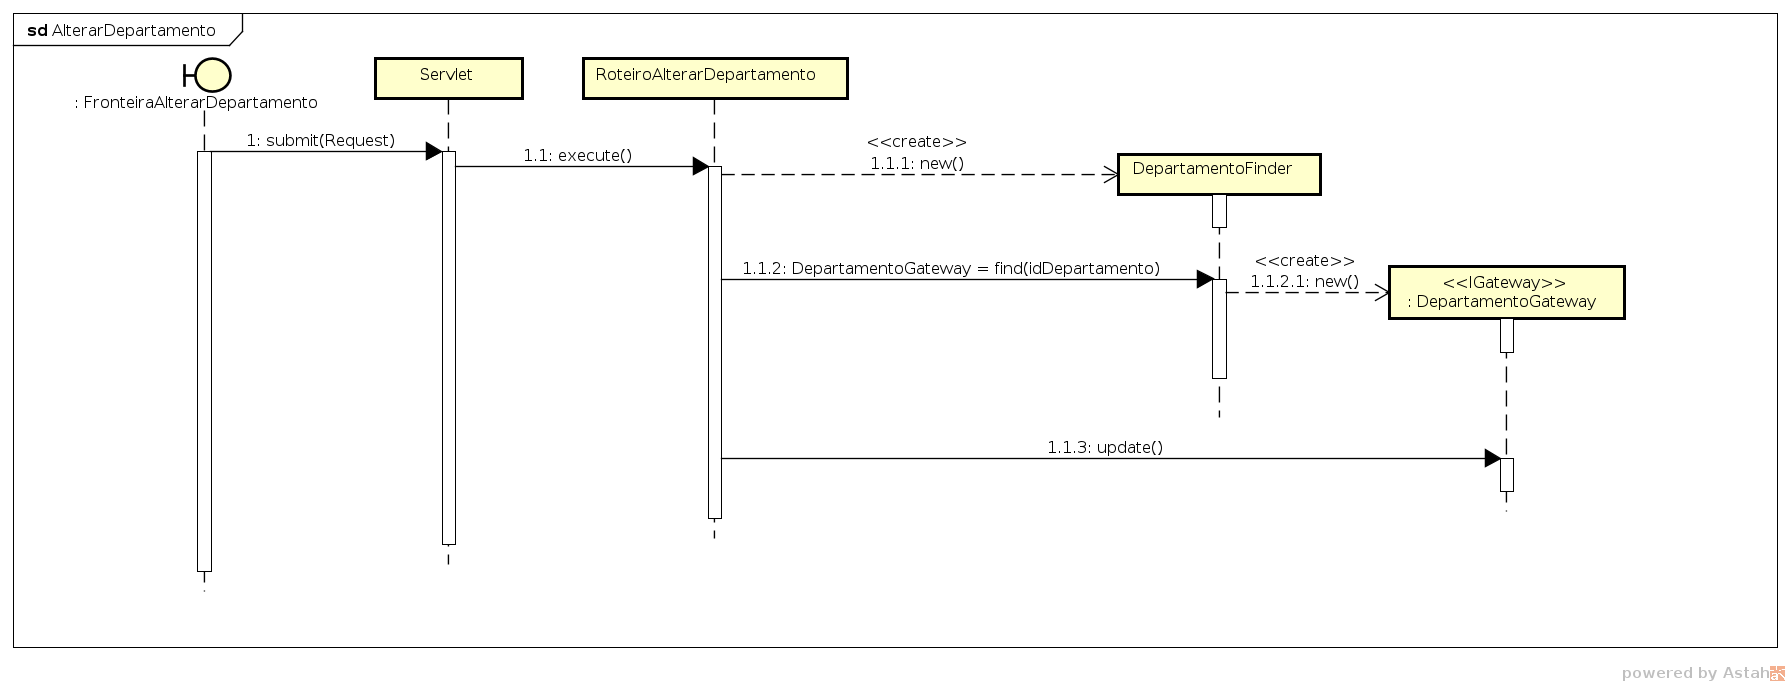 sd AlterarDepartamento
: FronteiraAlterarDepartamento
Servlet
RoteiroAlterarDepartamento
1: submit(Request)
1.1: execute()
<<create>>
1.1.1: new()
DepartamentoFinder
1.1.2: DepartamentoGateway = find(idDepartamento)
<<create>>
1.1.2.1: new()
<<IGateway>>
: DepartamentoGateway
1.1.3: update()
powered by Astah